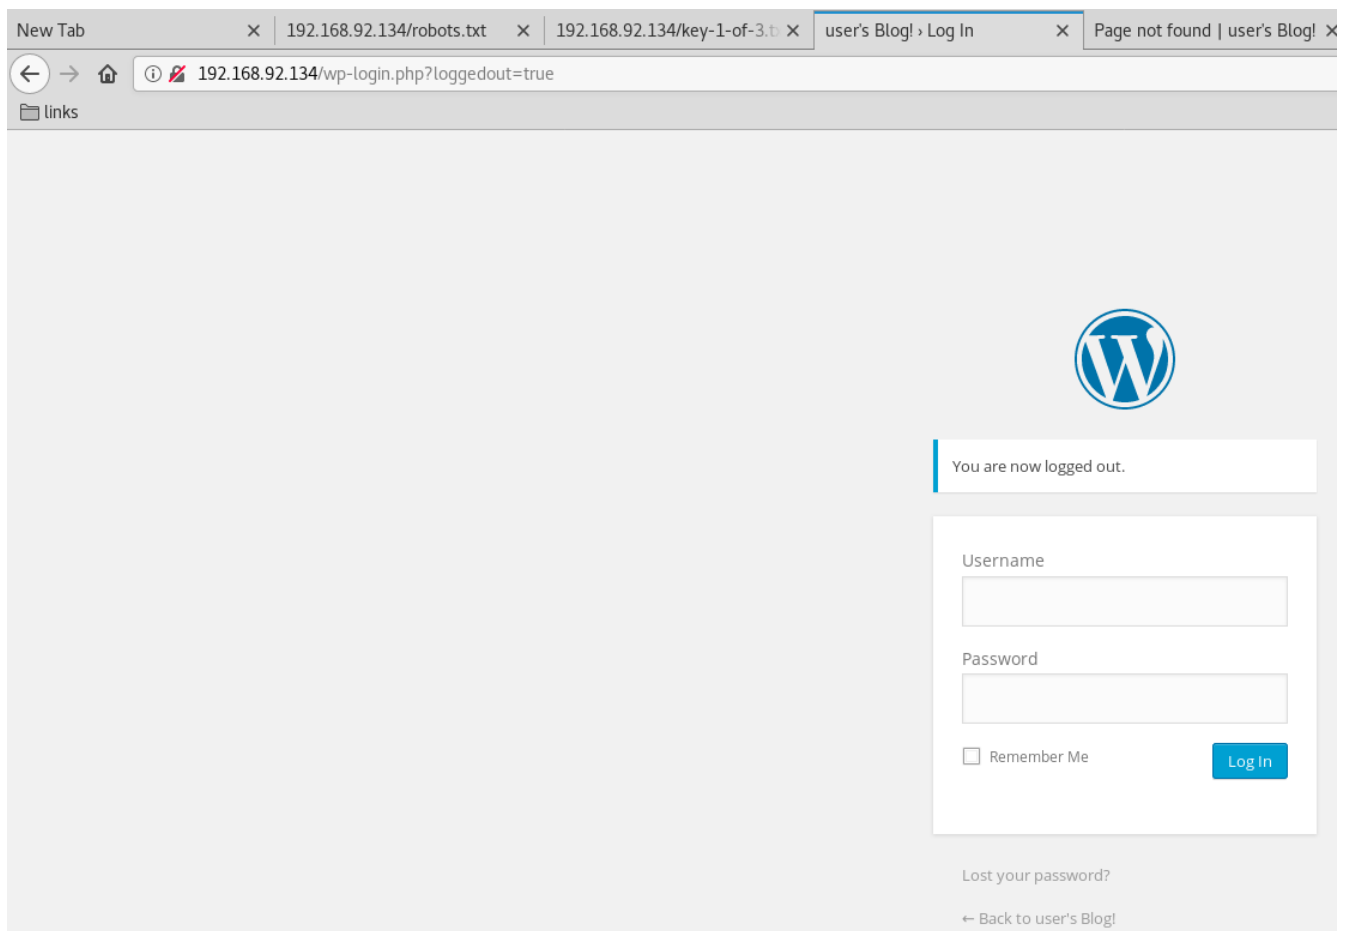 New Tab
192.168.92.134/robots.txt
192.168.92.134/key-1-of-3.t
user's Blog! › Log In
Page not found | user's Blog!
192.168.92.134/wp-login.php?loggedout=true
links
You are now logged out.
Username
Password
Remember Me
Log In
Lost your password?
← Back to user's Blog!